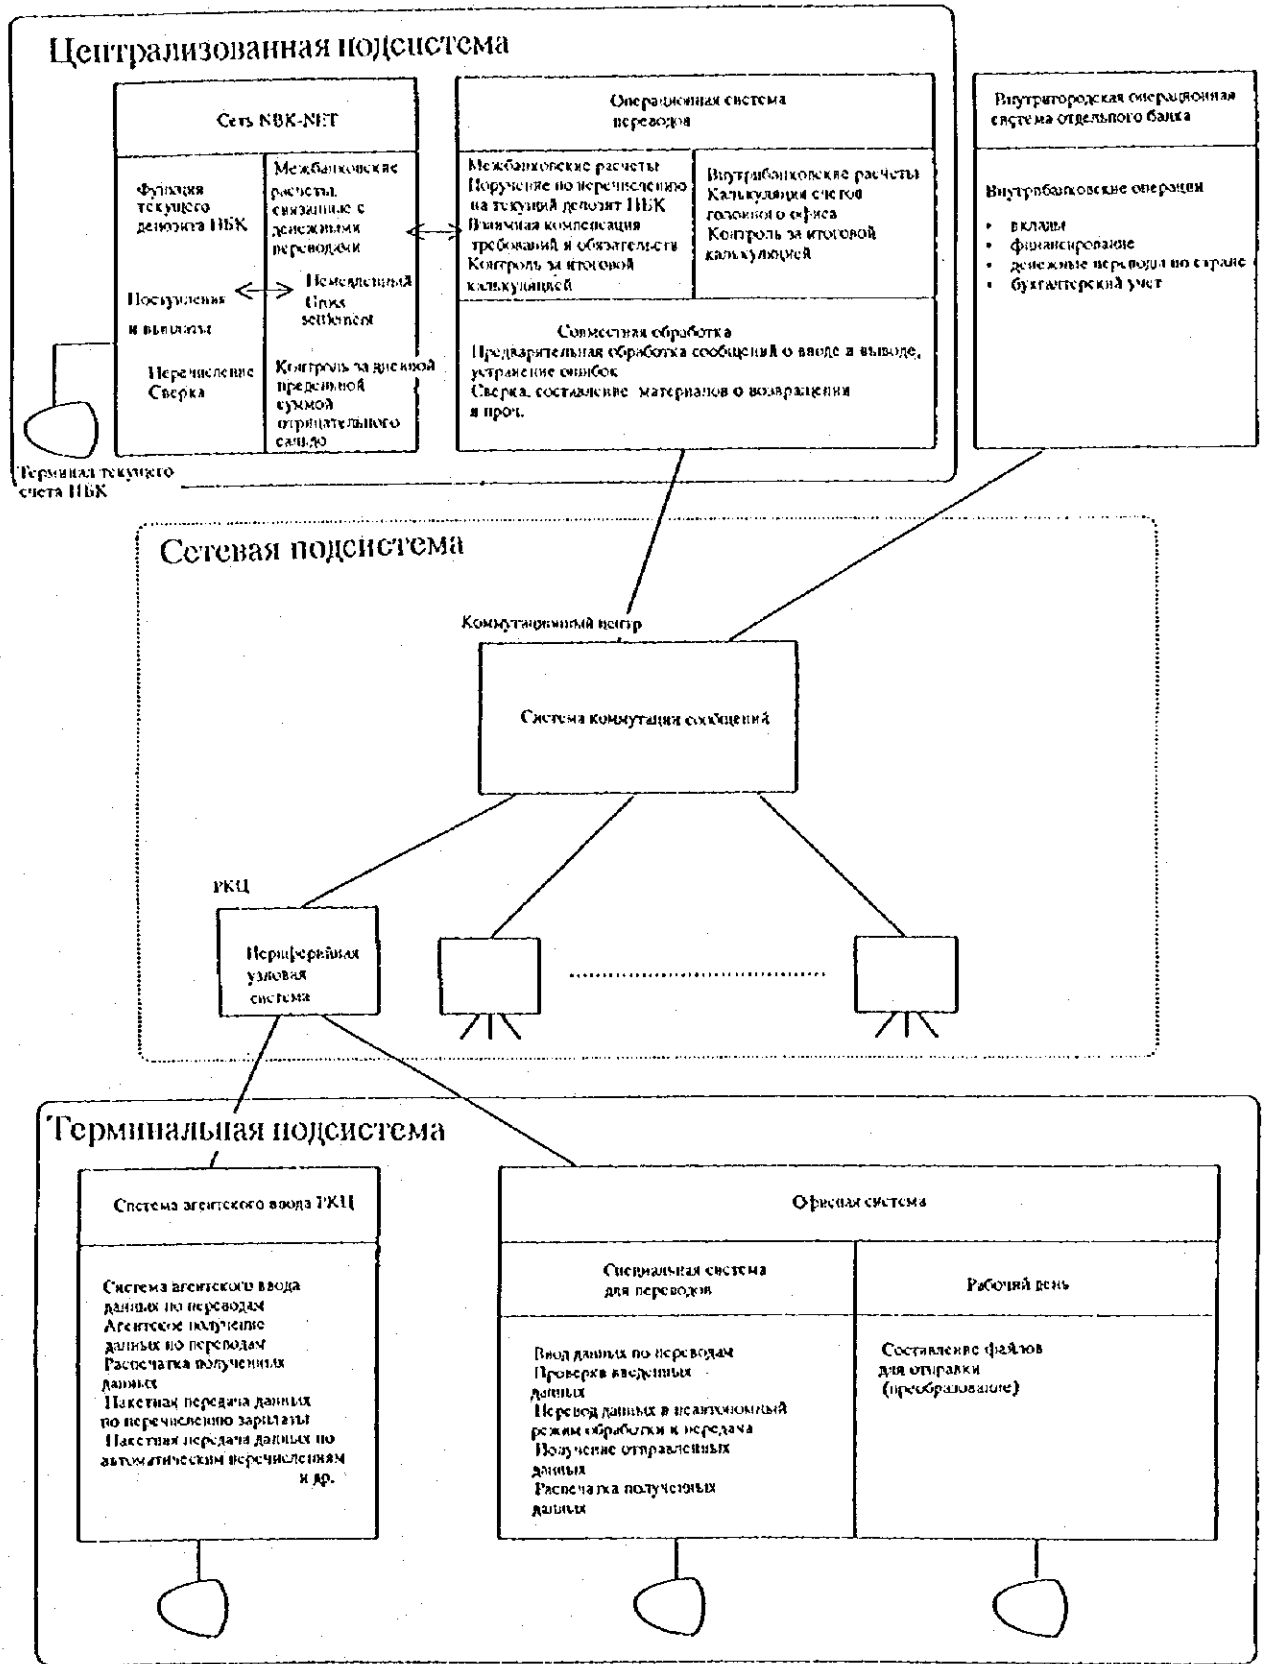 Централизованная подсистема
Сеть NBK-NET
Функция
текущего
депозита НБК
Поступления
и выплаты
Перечисление
Сверка
Межбанковские
расчеты,
связанные с
денежными
переводами
Немедленный
Gross
settlement
Контроль за дневной
предельной
суммой
отрицательного
сальдо
Терминал текущего
счета НБК
Операционная система
переводов
Межбанковские расчеты
Поручение по перечислению
на текущий депозит НБК
Взаимная компенсация
требований и обязательств
Контроль за итоговой
калькуляцией
Внутрибанковские расчеты
Калькуляция счетов
головного офиса
Контроль за итоговой
калькуляцией
Совместная обработка
Предварительная обработка сообщений о вводе и выводе,
устранение ошибок
Сверка, составление материалов о возвращении
и проч.
Внутригородская операционная
система отдельного банка
Внутрибанковские операции
• вклады
• финансирование
• денежные переводы по стране
• бухгалтерский учет
Сетевая подсистема
Коммутационный центр
Система коммутации сообщений
РКЦ
Периферийная
узловая
система
Терминальная подсистема
Система агентского ввода РКЦ
Система агентского ввода
данных по переводам
Агентское получение
данных по переводам
Распечатка полученных
данных
Пакетная передача данных
по перечислению зарплаты
Пакетная передача данных по
автоматическим перечислениям
и др.
Офисная система
Специальная система
для переводов
Ввод данных по переводам
Проверка введенных
данных
Перевод данных в неавтономный
режим обработки и передача
Получение отправленных
данных
Распечатка полученных
данных
Рабочий день
Составление файлов
для отправки
(преобразование)